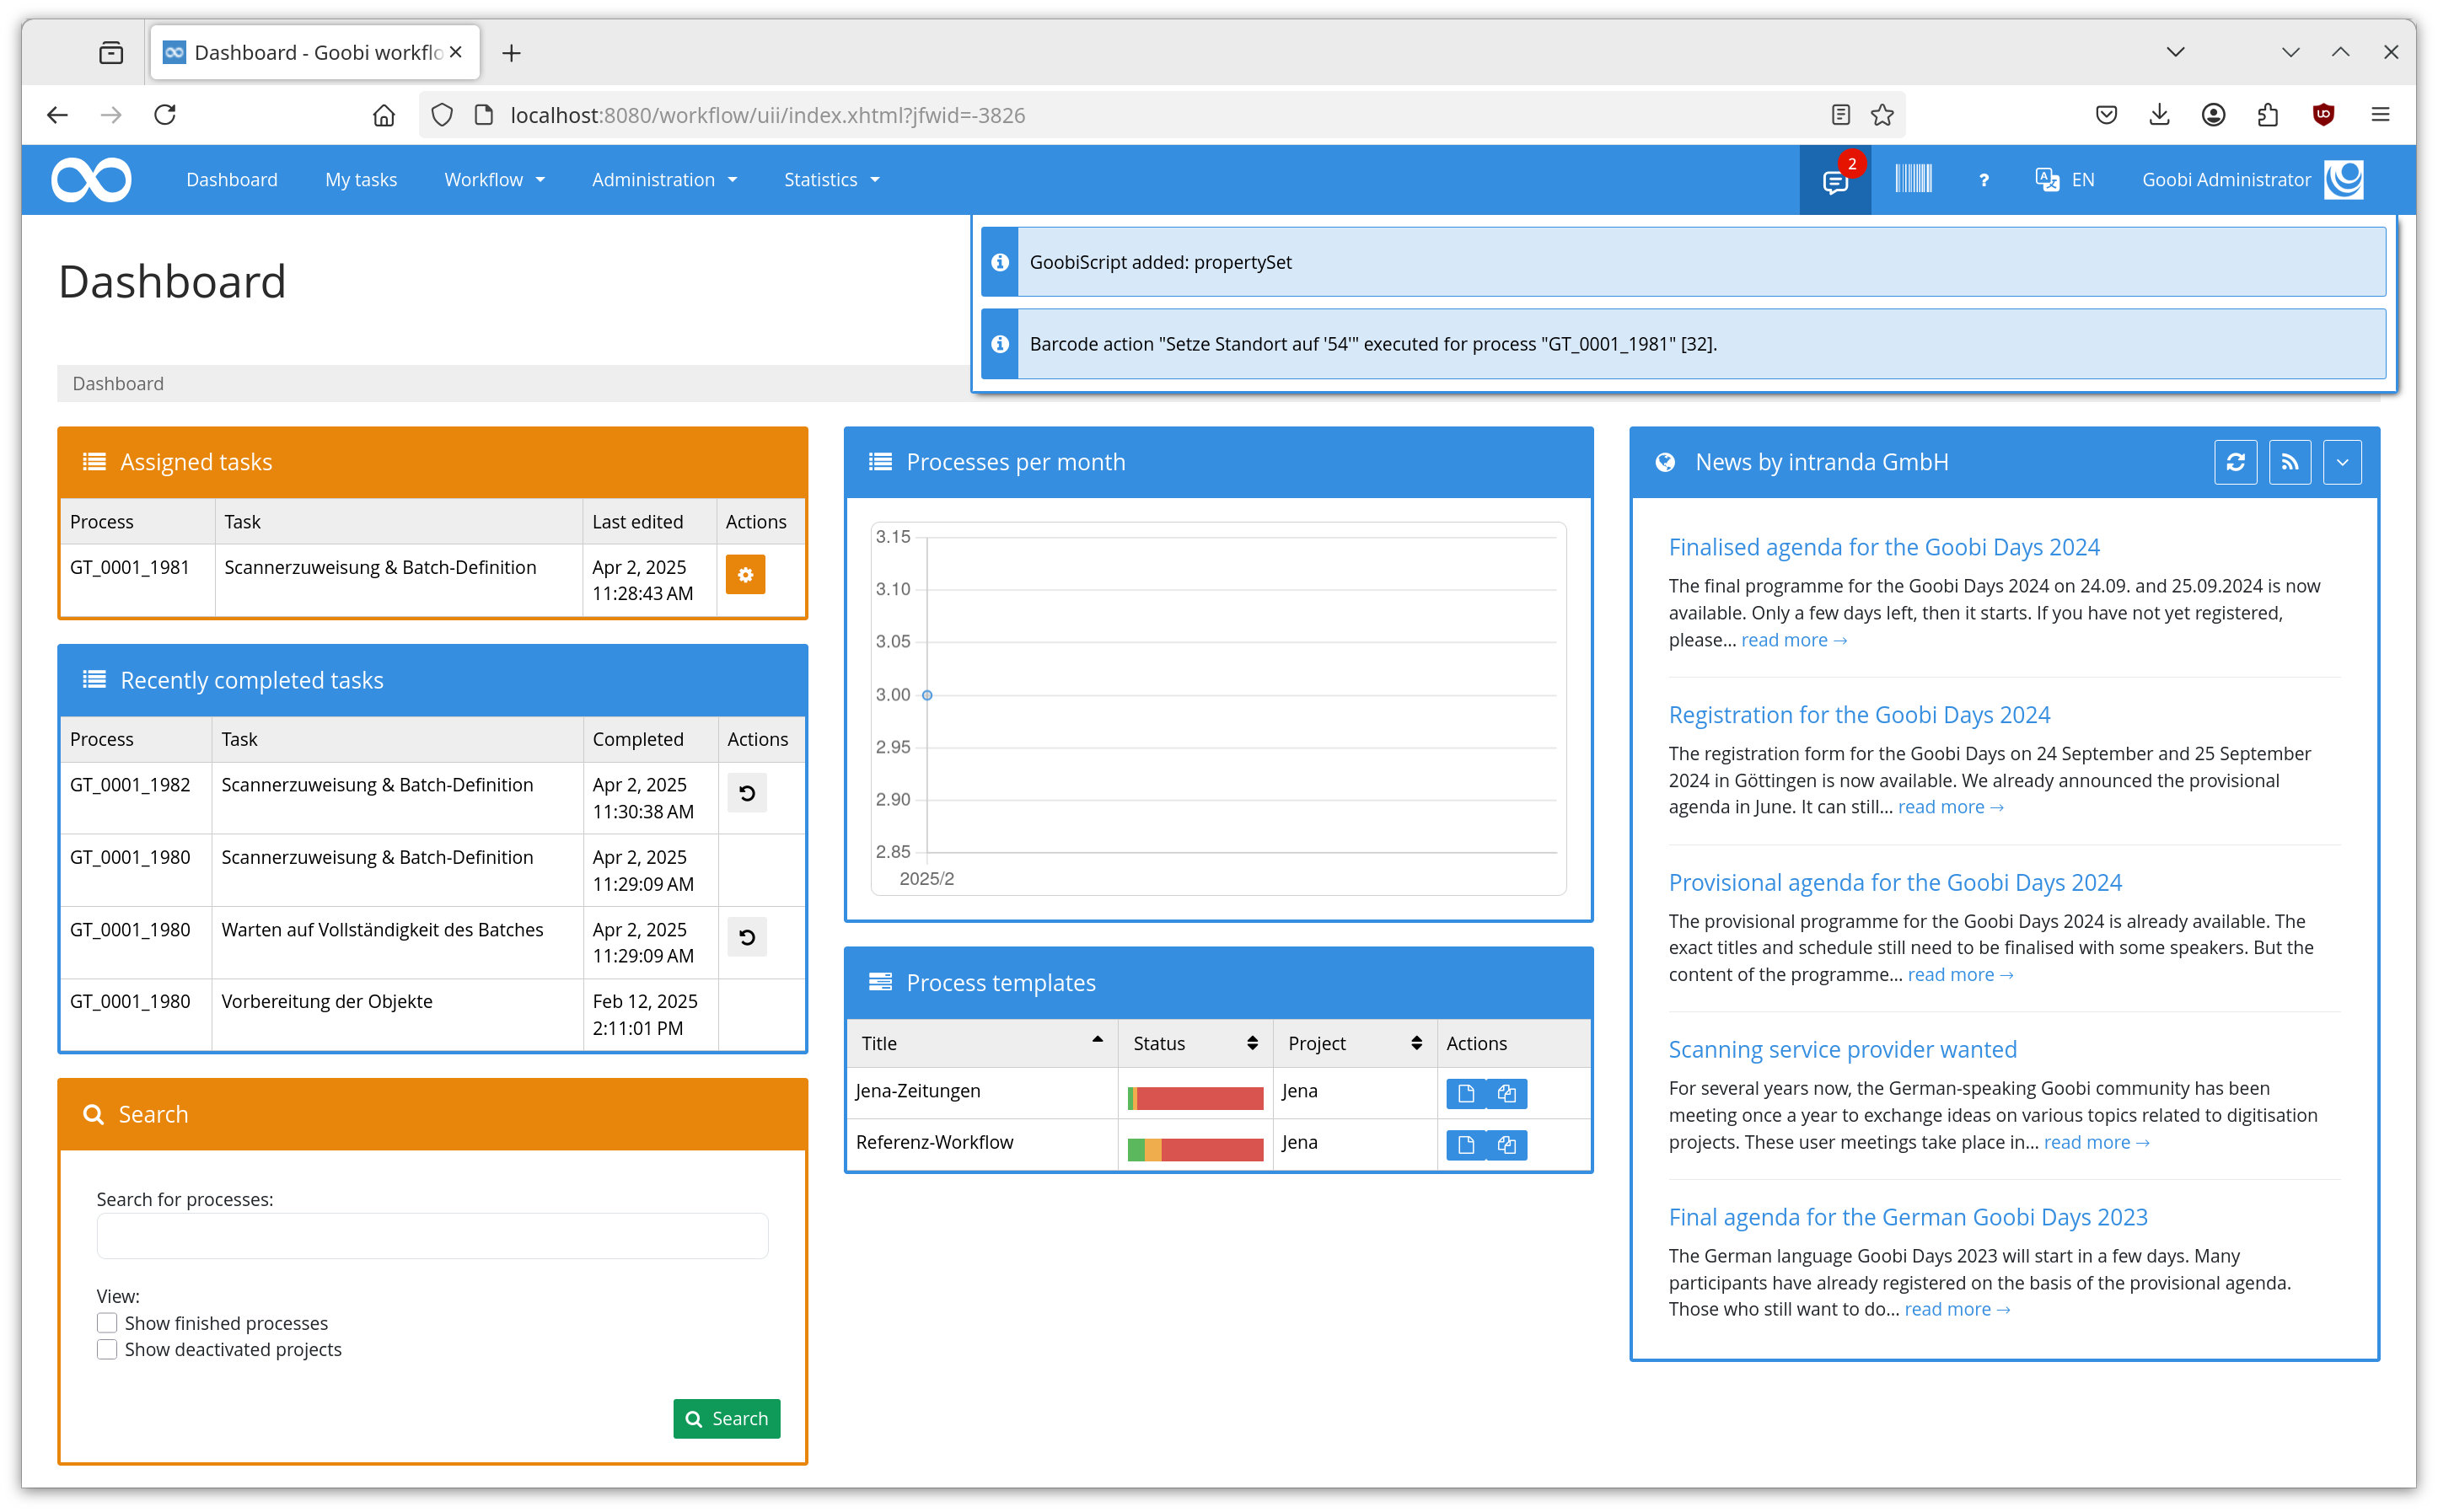 Dashboard - Goobi workflo
localhost:8080/workflow/uii/index.xhtml?jfwid=-3826
Dashboard
My tasks
Workflow
Administration
Statistics
2
?
EN
Goobi Administrator
GoobiScript added: propertySet
Barcode action "Setze Standort auf '54'" executed for process "GT_0001_1981" [32].
Dashboard
Dashboard
Assigned tasks
Process Task Last edited Actions
GT_0001_1981 Scannerzuweisung & Batch-Definition Apr 2, 2025
11:28:43 AM
Recently completed tasks
Process Task Completed Actions
GT_0001_1982 Scannerzuweisung & Batch-Definition Apr 2, 2025
11:30:38 AM
GT_0001_1980 Scannerzuweisung & Batch-Definition Apr 2, 2025
11:29:09 AM
GT_0001_1980 Warten auf Vollständigkeit des Batches Apr 2, 2025
11:29:09 AM
GT_0001_1980 Vorbereitung der Objekte Feb 12, 2025
2:11:01 PM
Search
Search for processes:
View:
Show finished processes
Show deactivated projects
Search
Processes per month
3.15
3.10
3.05
3.00
2.95
2.90
2.85
2025/2
Process templates
Title Status Project Actions
Jena-Zeitungen Jena
Referenz-Workflow Jena
News by intranda GmbH
Finalised agenda for the Goobi Days 2024
The final programme for the Goobi Days 2024 on 24.09. and 25.09.2024 is now
available. Only a few days left, then it starts. If you have not yet registered,
please... read more →
Registration for the Goobi Days 2024
The registration form for the Goobi Days on 24 September and 25 September
2024 in Göttingen is now available. We already announced the provisional
agenda in June. It can still... read more →
Provisional agenda for the Goobi Days 2024
The provisional programme for the Goobi Days 2024 is already available. The
exact titles and schedule still need to be finalised with some speakers. But the
content of the programme... read more →
Scanning service provider wanted
For several years now, the German-speaking Goobi community has been
meeting once a year to exchange ideas on various topics related to digitisation
projects. These user meetings take place in... read more →
Final agenda for the German Goobi Days 2023
The German language Goobi Days 2023 will start in a few days. Many
participants have already registered on the basis of the provisional agenda.
Those who still want to do... read more →